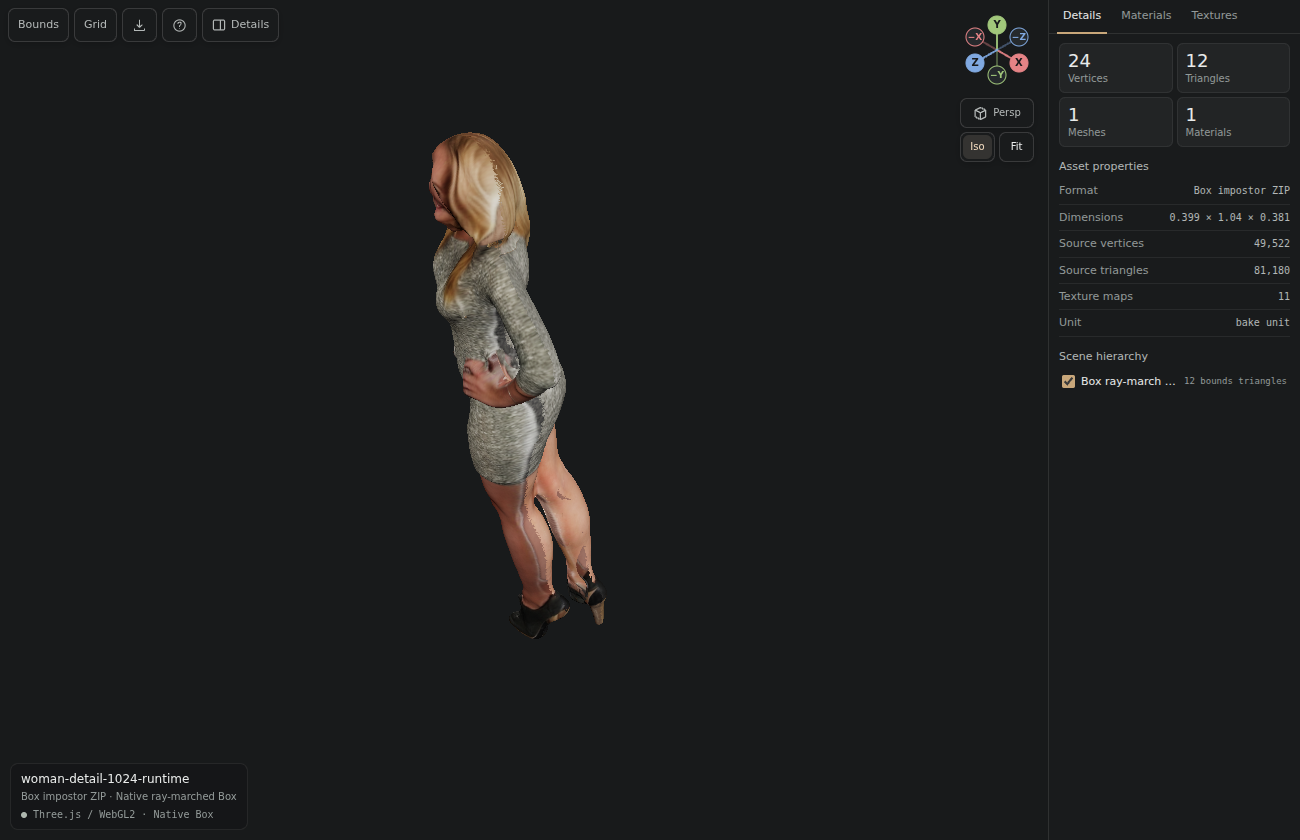 Bounds
Grid
Details
Y
−X
−Z
Z
X
−Y
Persp
Iso
Fit
Details
Materials
Textures
24
Vertices
12
Triangles
1
Meshes
1
Materials
Asset properties
Format
Box impostor ZIP
Dimensions
0.399 × 1.04 × 0.381
Source vertices
49,522
Source triangles
81,180
Texture maps
11
Unit
bake unit
Scene hierarchy
Box ray-march ...
12 bounds triangles
woman-detail-1024-runtime
Box impostor ZIP · Native ray-marched Box
Three.js / WebGL2 · Native Box